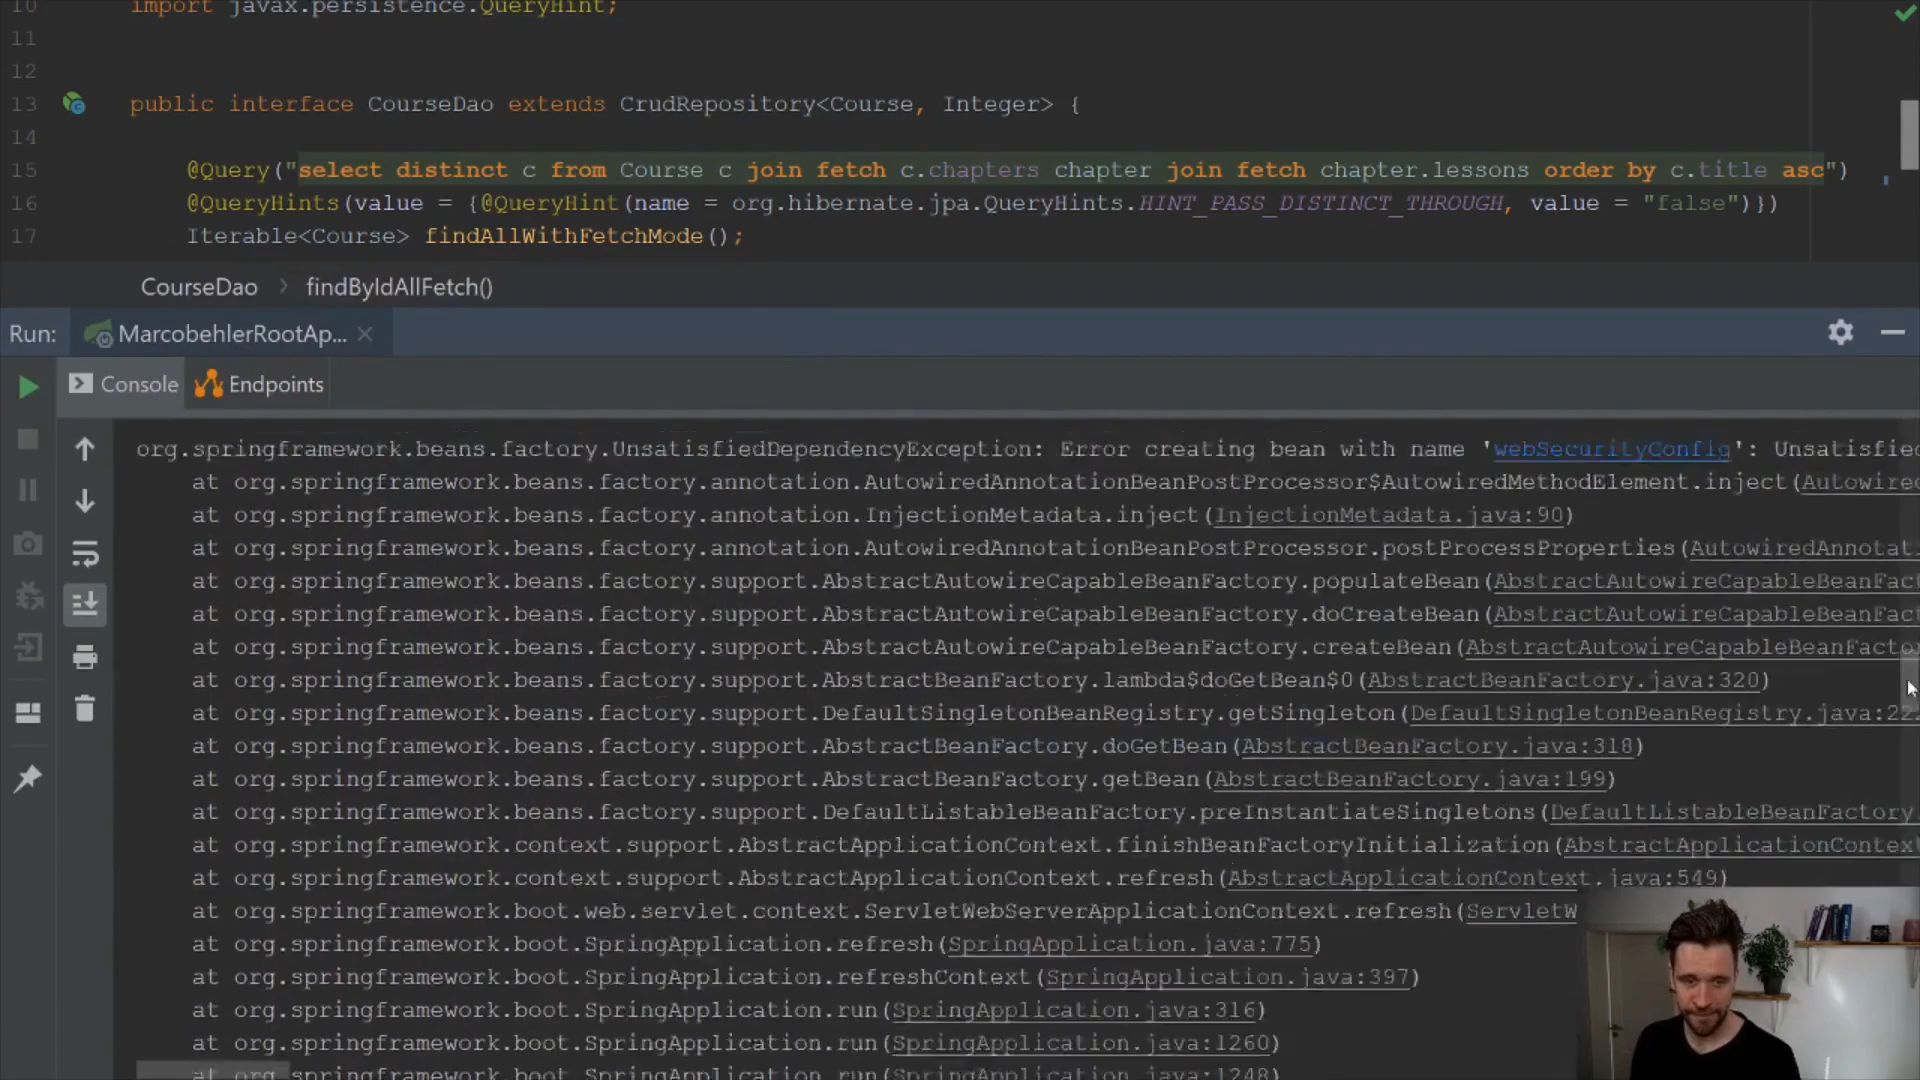 10 import javax.persistence.QueryHint;
11
12
13 public interface CourseDao extends CrudRepository<Course, Integer> {
14
15 @Query("select distinct c from Course c join fetch c.chapters chapter join fetch chapter.lessons order by c.title asc")
16 @QueryHints(value = {@QueryHint(name = org.hibernate.jpa.QueryHints.HINT_PASS_DISTINCT_THROUGH, value = "false")})
17 Iterable<Course> findAllWithFetchMode();
CourseDao > findByIdAllFetch()
Run: MarcobehlerRootAp... ×
Console Endpoints
org.springframework.beans.factory.UnsatisfiedDependencyException: Error creating bean with name 'webSecurityConfig': Unsatisfied
at org.springframework.beans.factory.annotation.AutowiredAnnotationBeanPostProcessor$AutowiredMethodElement.inject(Autowired
at org.springframework.beans.factory.annotation.InjectionMetadata.inject(InjectionMetadata.java:90)
at org.springframework.beans.factory.annotation.AutowiredAnnotationBeanPostProcessor.postProcessProperties(AutowiredAnnotat
at org.springframework.beans.factory.support.AbstractAutowireCapableBeanFactory.populateBean(AbstractAutowireCapableBeanFact
at org.springframework.beans.factory.support.AbstractAutowireCapableBeanFactory.doCreateBean(AbstractAutowireCapableBeanFact
at org.springframework.beans.factory.support.AbstractAutowireCapableBeanFactory.createBean(AbstractAutowireCapableBeanFacto
at org.springframework.beans.factory.support.AbstractBeanFactory.lambda$doGetBean$0(AbstractBeanFactory.java:320)
at org.springframework.beans.factory.support.DefaultSingletonBeanRegistry.getSingleton(DefaultSingletonBeanRegistry.java:22
at org.springframework.beans.factory.support.AbstractBeanFactory.doGetBean(AbstractBeanFactory.java:318)
at org.springframework.beans.factory.support.AbstractBeanFactory.getBean(AbstractBeanFactory.java:199)
at org.springframework.beans.factory.support.DefaultListableBeanFactory.preInstantiateSingletons(DefaultListableBeanFactory.
at org.springframework.context.support.AbstractApplicationContext.finishBeanFactoryInitialization(AbstractApplicationContext
at org.springframework.context.support.AbstractApplicationContext.refresh(AbstractApplicationContext.java:549)
at org.springframework.boot.web.servlet.context.ServletWebServerApplicationContext.refresh(ServletW
at org.springframework.boot.SpringApplication.refresh(SpringApplication.java:775)
at org.springframework.boot.SpringApplication.refreshContext(SpringApplication.java:397)
at org.springframework.boot.SpringApplication.run(SpringApplication.java:316)
at org.springframework.boot.SpringApplication.run(SpringApplication.java:1260)
at org.springframework.boot.SpringApplication.run(SpringApplication.java:1248)